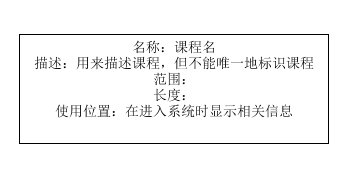 名称：课程名
描述：用来描述课程，但不能唯一地标识课程
范围：
长度：
使用位置：在进入系统时显示相关信息